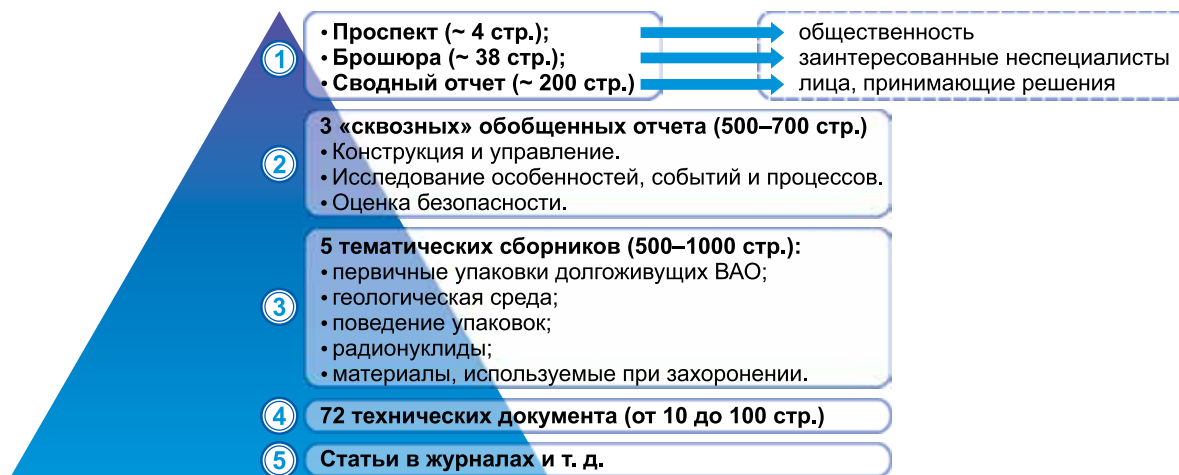 1
• Проспект (~ 4 стр.);
общественность
• Брошюра (~ 38 стр.);
заинтересованные неспециалисты
• Сводный отчет (~ 200 стр.)
лица, принимающие решения
2
3 «сквозных» обобщенных отчета (500–700 стр.)
• Конструкция и управление.
• Исследование особенностей, событий и процессов.
• Оценка безопасности.
3
5 тематических сборников (500–1000 стр.):
• первичные упаковки долгоживущих ВАО;
• геологическая среда;
• поведение упаковок;
• радионуклиды;
• материалы, используемые при захоронении.
4
72 технических документа (от 10 до 100 стр.)
5
Статьи в журналах и т. д.